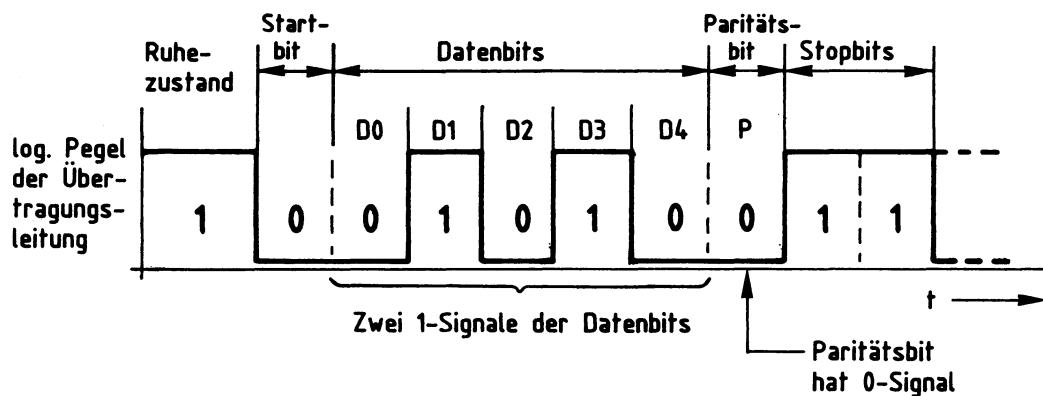 Ruhe-
zustand
Start-
bit
Datenbits
Paritäts-
bit
Stopbits
D0 D1 D2 D3 D4 P
log. Pegel
der Über-
tragungs-
leitung
1 0 0 1 0 1 0 0 1 1
Zwei 1-Signale der Datenbits
t
Paritätsbit
hat 0-Signal